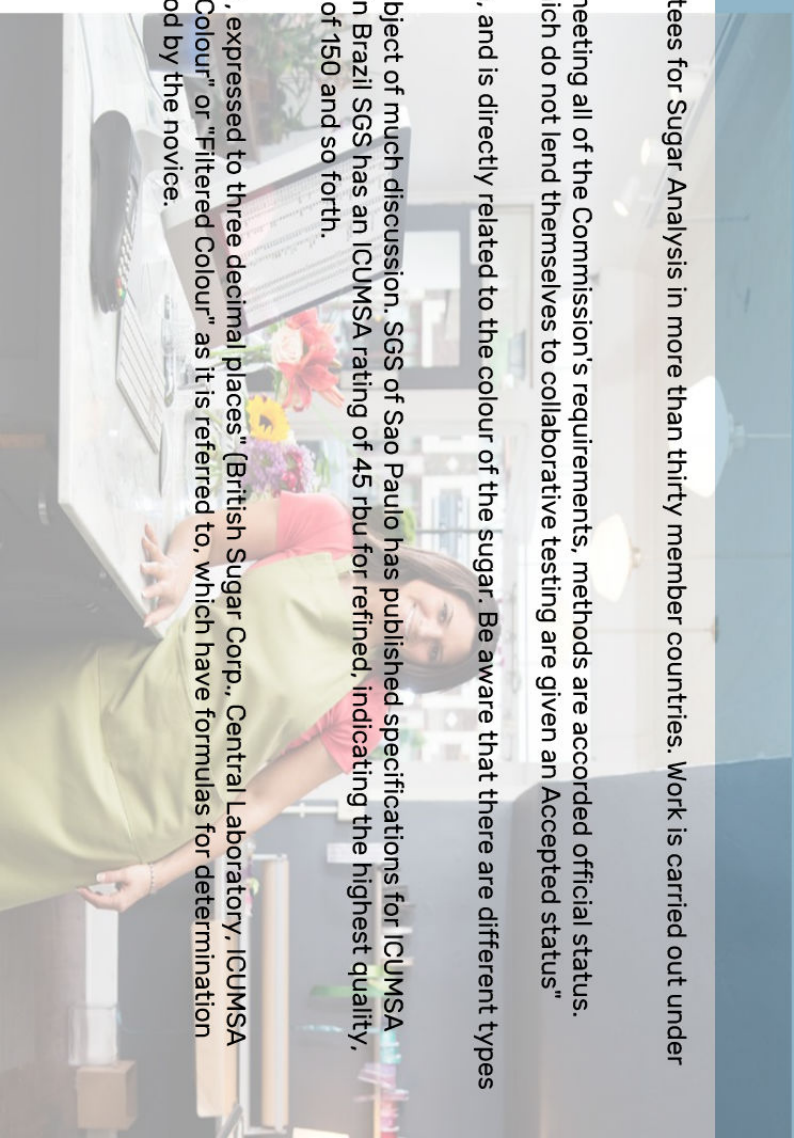 tees for Sugar Analysis in more than thirty member countries. Work is carried out under
neeting all of the Commission's requirements, methods are accorded official status.
ich do not lend themselves to collaborative testing are given an Accepted status"
, and is directly related to the colour of the sugar. Be aware that there are different types
bject of much discussion. SGS of Sao Paulo has published specifications for ICUMSA
n Brazil SGS has an ICUMSA rating of 45 rbu for refined, indicating the highest quality,
of 150 and so forth.
, expressed to three decimal places" (British Sugar Corp., Central Laboratory, ICUMSA
Colour" or "Filtered Colour" as it is referred to, which have formulas for determination
od by the novice.